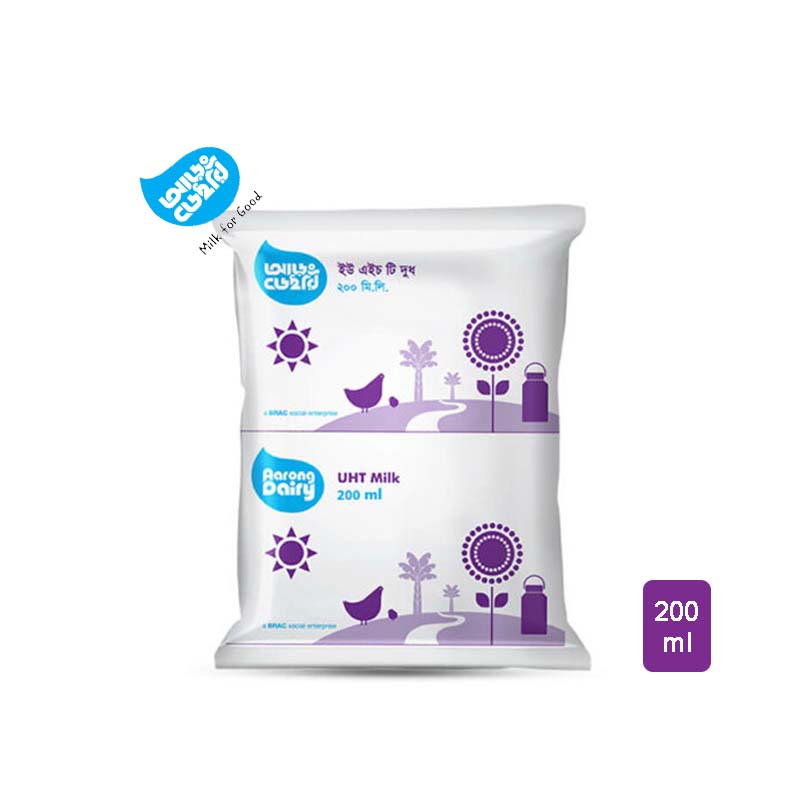 আড়ং
ডেইরি
Milk for Good
আড়ং
ডেইরি
ইউ এইচ টি দুধ
২০০ মি.লি.
a BRAC social enterprise
Aarong
Dairy
UHT Milk
200 ml
a BRAC social enterprise
200
ml